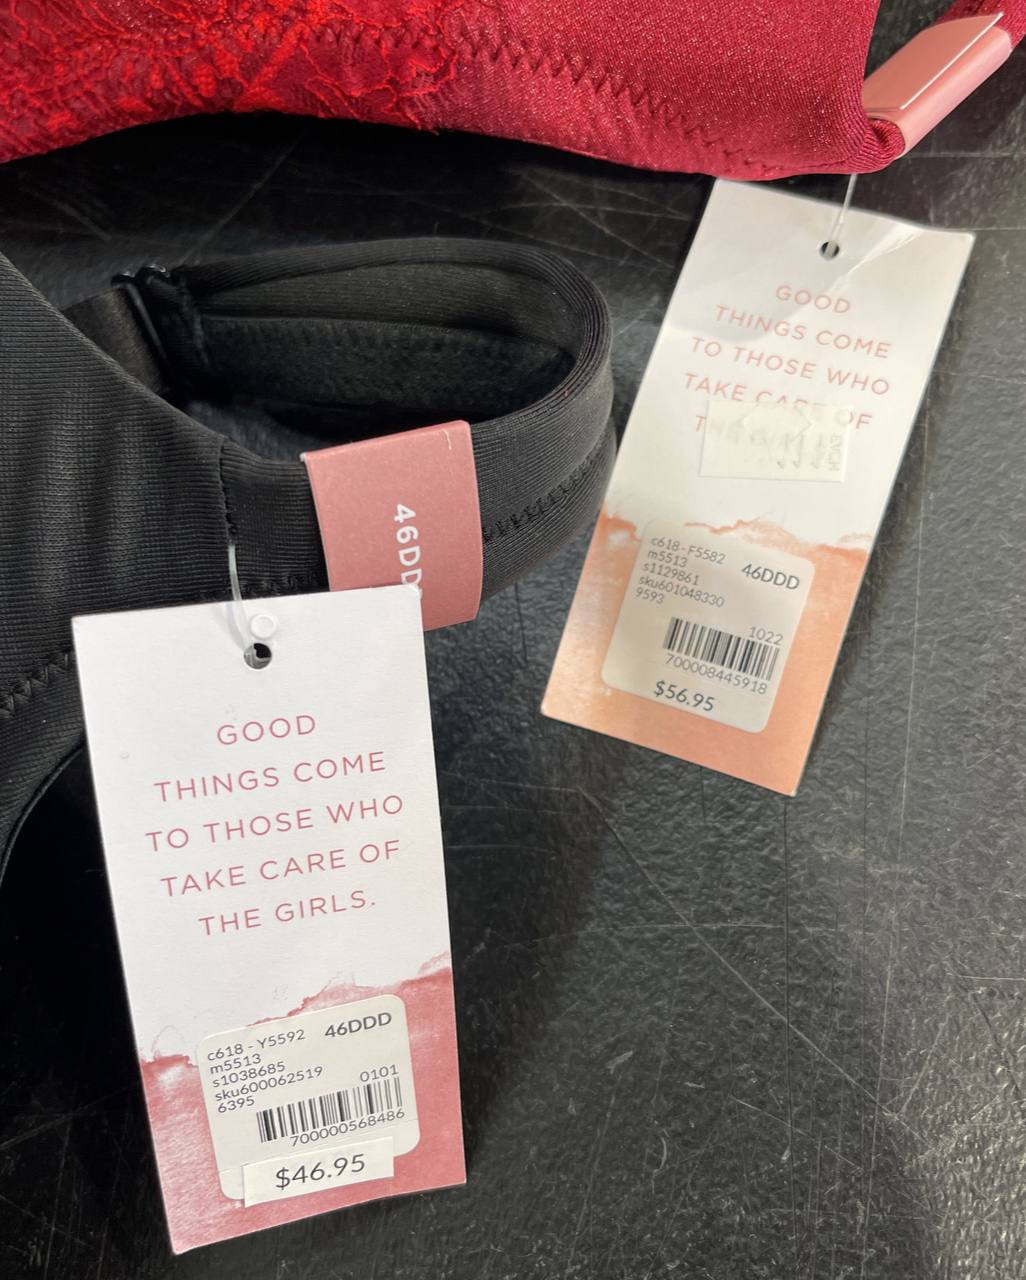 GOOD
THINGS COME
TO THOSE WHO
TAKE CARE OF
c618 - F5582
m5513
s1129861
sku601048330
9593
46DDD
1022
700008445918
$56.95
46DD
GOOD
THINGS COME
TO THOSE WHO
TAKE CARE OF
THE GIRLS.
c618 - Y5592
m5513
s1038685
sku600062519
6395
46DDD
0101
700000568486
$46.95